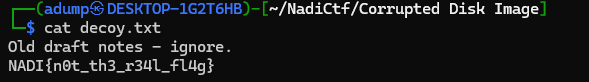 ┌──(adump㉿DESKTOP-1G2T6HB)-[~/NadiCtf/Corrupted Disk Image]
└─$ cat decoy.txt
Old draft notes – ignore.
NADI{n0t_th3_r34l_fl4g}